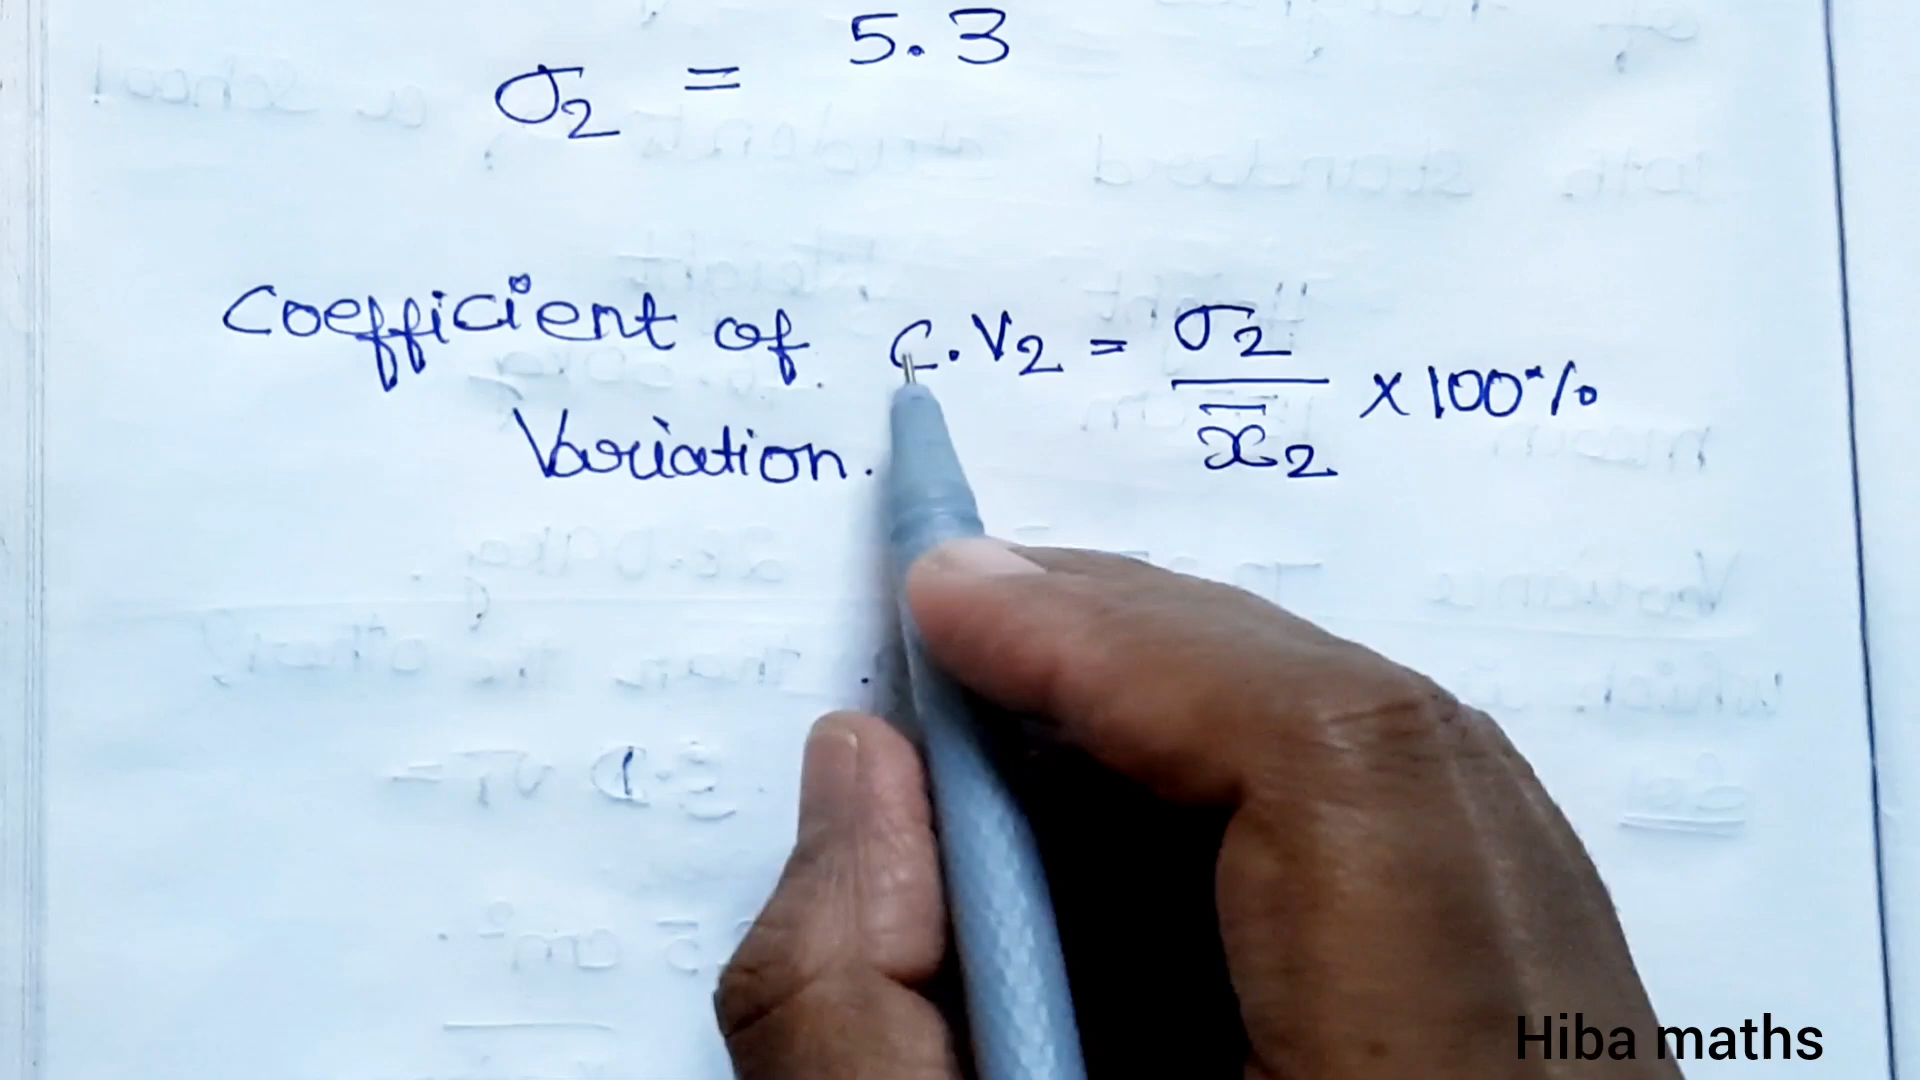 σ₂ = 5.3
Coefficient of C.V₂ = σ₂ / x̄₂ × 100%
Variation.
Hiba maths